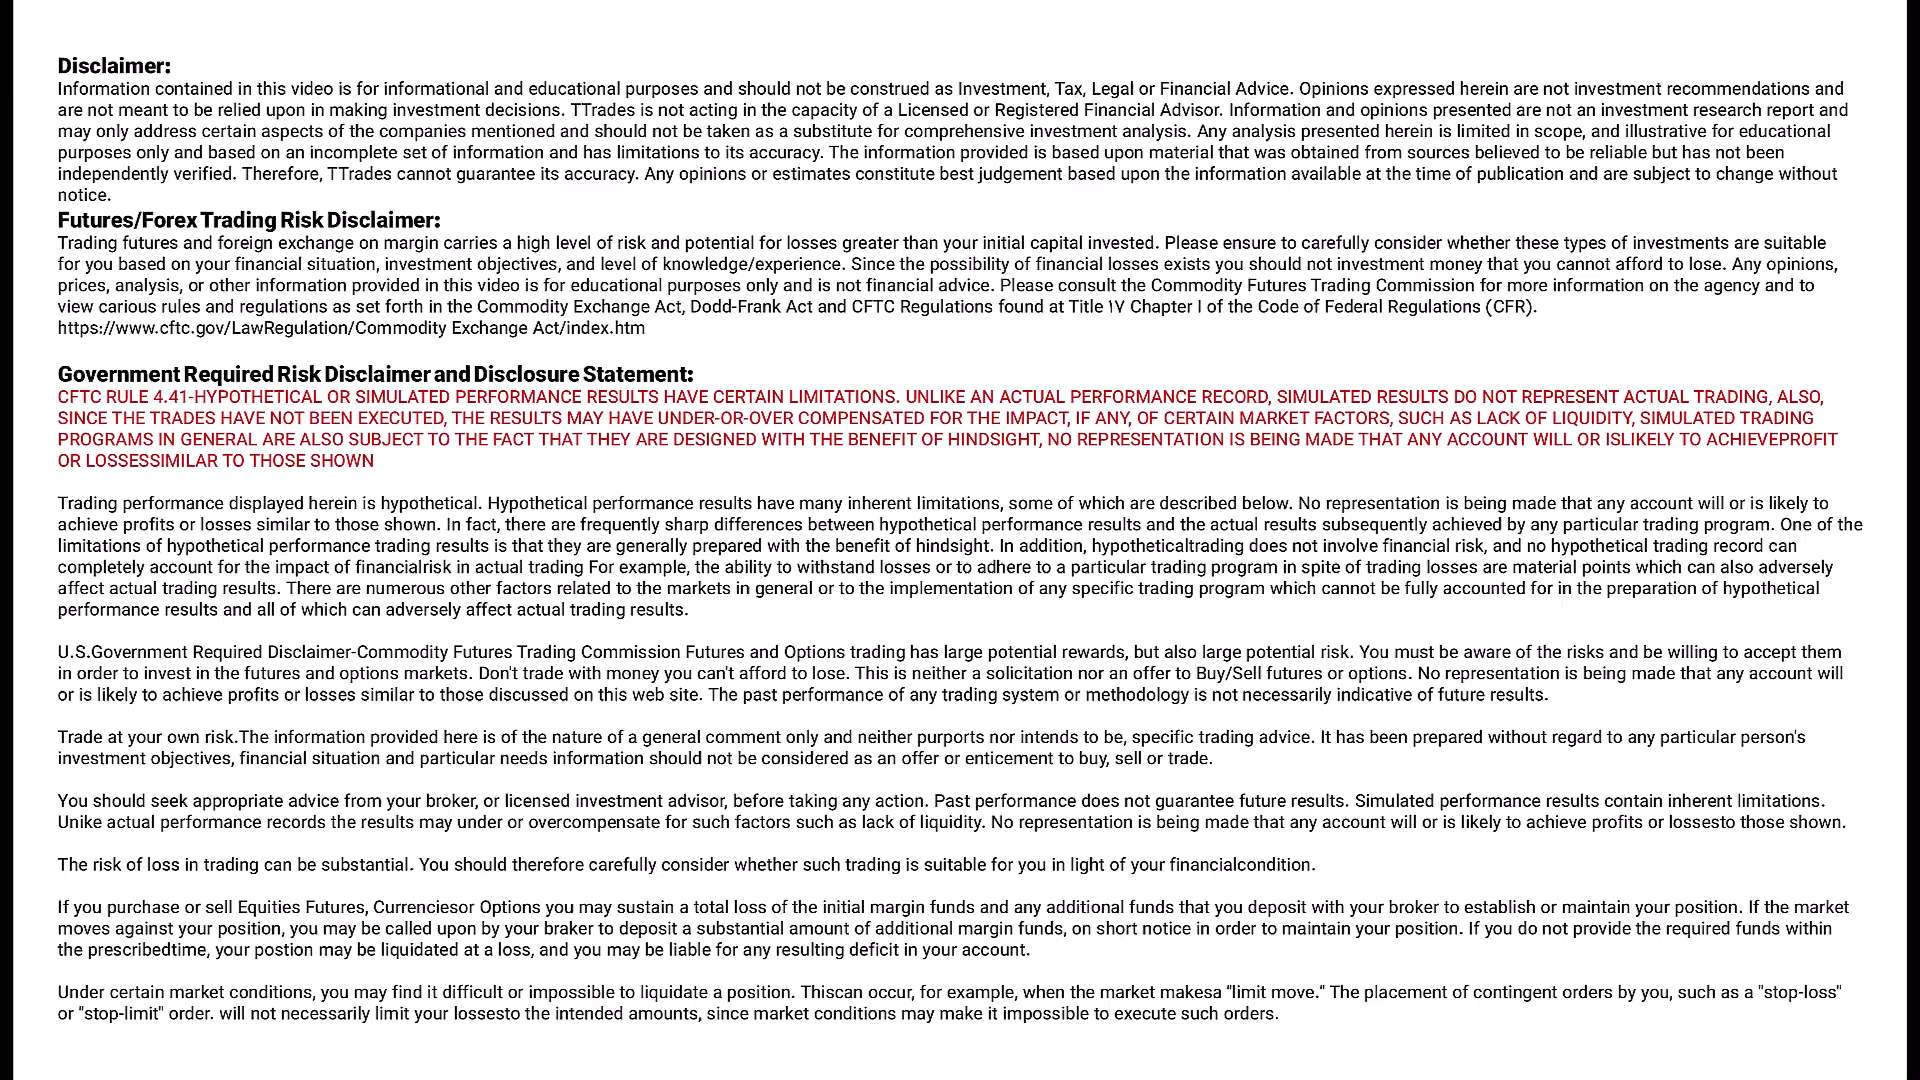 Disclaimer:
Information contained in this video is for informational and educational purposes and should not be construed as Investment, Tax, Legal or Financial Advice. Opinions expressed herein are not investment recommendations and
are not meant to be relied upon in making investment decisions. TTrades is not acting in the capacity of a Licensed or Registered Financial Advisor. Information and opinions presented are not an investment research report and
may only address certain aspects of the companies mentioned and should not be taken as a substitute for comprehensive investment analysis. Any analysis presented herein is limited in scope, and illustrative for educational
purposes only and based on an incomplete set of information and has limitations to its accuracy. The information provided is based upon material that was obtained from sources believed to be reliable but has not been
independently verified. Therefore, TTrades cannot guarantee its accuracy. Any opinions or estimates constitute best judgement based upon the information available at the time of publication and are subject to change without
notice.
Futures/Forex Trading Risk Disclaimer:
Trading futures and foreign exchange on margin carries a high level of risk and potential for losses greater than your initial capital invested. Please ensure to carefully consider whether these types of investments are suitable
for you based on your financial situation, investment objectives, and level of knowledge/experience. Since the possibility of financial losses exists you should not investment money that you cannot afford to lose. Any opinions,
prices, analysis, or other information provided in this video is for educational purposes only and is not financial advice. Please consult the Commodity Futures Trading Commission for more information on the agency and to
view carious rules and regulations as set forth in the Commodity Exchange Act, Dodd-Frank Act and CFTC Regulations found at Title 17 Chapter I of the Code of Federal Regulations (CFR).
https://www.cftc.gov/LawRegulation/Commodity Exchange Act/index.htm
Government Required Risk Disclaimer and Disclosure Statement:
CFTC RULE 4.41-HYPOTHETICAL OR SIMULATED PERFORMANCE RESULTS HAVE CERTAIN LIMITATIONS. UNLIKE AN ACTUAL PERFORMANCE RECORD, SIMULATED RESULTS DO NOT REPRESENT ACTUAL TRADING, ALSO,
SINCE THE TRADES HAVE NOT BEEN EXECUTED, THE RESULTS MAY HAVE UNDER-OR-OVER COMPENSATED FOR THE IMPACT, IF ANY, OF CERTAIN MARKET FACTORS, SUCH AS LACK OF LIQUIDITY, SIMULATED TRADING
PROGRAMS IN GENERAL ARE ALSO SUBJECT TO THE FACT THAT THEY ARE DESIGNED WITH THE BENEFIT OF HINDSIGHT, NO REPRESENTATION IS BEING MADE THAT ANY ACCOUNT WILL OR ISLIKELY TO ACHIEVEPROFIT
OR LOSSESSIMILAR TO THOSE SHOWN
Trading performance displayed herein is hypothetical. Hypothetical performance results have many inherent limitations, some of which are described below. No representation is being made that any account will or is likely to
achieve profits or losses similar to those shown. In fact, there are frequently sharp differences between hypothetical performance results and the actual results subsequently achieved by any particular trading program. One of the
limitations of hypothetical performance trading results is that they are generally prepared with the benefit of hindsight. In addition, hypotheticaltrading does not involve financial risk, and no hypothetical trading record can
completely account for the impact of financialrisk in actual trading For example, the ability to withstand losses or to adhere to a particular trading program in spite of trading losses are material points which can also adversely
affect actual trading results. There are numerous other factors related to the markets in general or to the implementation of any specific trading program which cannot be fully accounted for in the preparation of hypothetical
performance results and all of which can adversely affect actual trading results.
U.S.Government Required Disclaimer-Commodity Futures Trading Commission Futures and Options trading has large potential rewards, but also large potential risk. You must be aware of the risks and be willing to accept them
in order to invest in the futures and options markets. Don't trade with money you can't afford to lose. This is neither a solicitation nor an offer to Buy/Sell futures or options. No representation is being made that any account will
or is likely to achieve profits or losses similar to those discussed on this web site. The past performance of any trading system or methodology is not necessarily indicative of future results.
Trade at your own risk.The information provided here is of the nature of a general comment only and neither purports nor intends to be, specific trading advice. It has been prepared without regard to any particular person's
investment objectives, financial situation and particular needs information should not be considered as an offer or enticement to buy, sell or trade.
You should seek appropriate advice from your broker, or licensed investment advisor, before taking any action. Past performance does not guarantee future results. Simulated performance results contain inherent limitations.
Unike actual performance records the results may under or overcompensate for such factors such as lack of liquidity. No representation is being made that any account will or is likely to achieve profits or lossesto those shown.
The risk of loss in trading can be substantial. You should therefore carefully consider whether such trading is suitable for you in light of your financialcondition.
If you purchase or sell Equities Futures, Currenciesor Options you may sustain a total loss of the initial margin funds and any additional funds that you deposit with your broker to establish or maintain your position. If the market
moves against your position, you may be called upon by your braker to deposit a substantial amount of additional margin funds, on short notice in order to maintain your position. If you do not provide the required funds within
the prescribedtime, your postion may be liquidated at a loss, and you may be liable for any resulting deficit in your account.
Under certain market conditions, you may find it difficult or impossible to liquidate a position. Thiscan occur, for example, when the market makesa "limit move." The placement of contingent orders by you, such as a "stop-loss"
or "stop-limit" order. will not necessarily limit your lossesto the intended amounts, since market conditions may make it impossible to execute such orders.